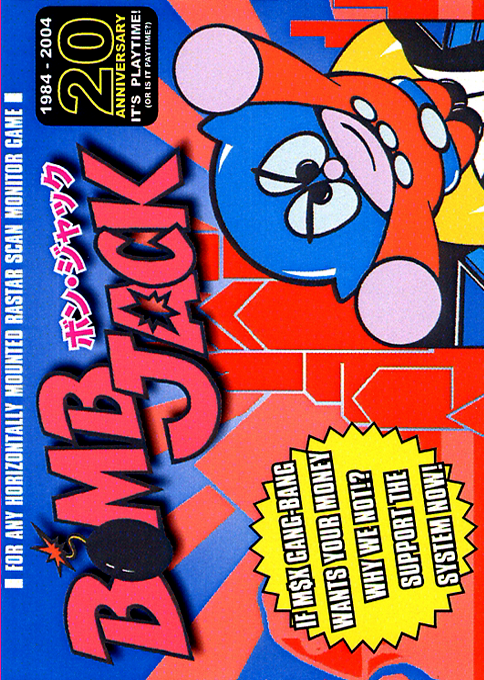 ■ FOR ANY HORIZONTALLY MOUNTED RASTAR SCAN MONITOR GAME ■
1984 - 2004
20
ANNIVERSARY
IT'S PLAYTIME!
(OR IS IT PAYTIME?)
ボン・ジャック
BOMB
JACK
IF M$X GANG-BANG
WANTS YOUR MONEY
WHY WE NOT!?
SUPPORT THE
SYSTEM NOW!